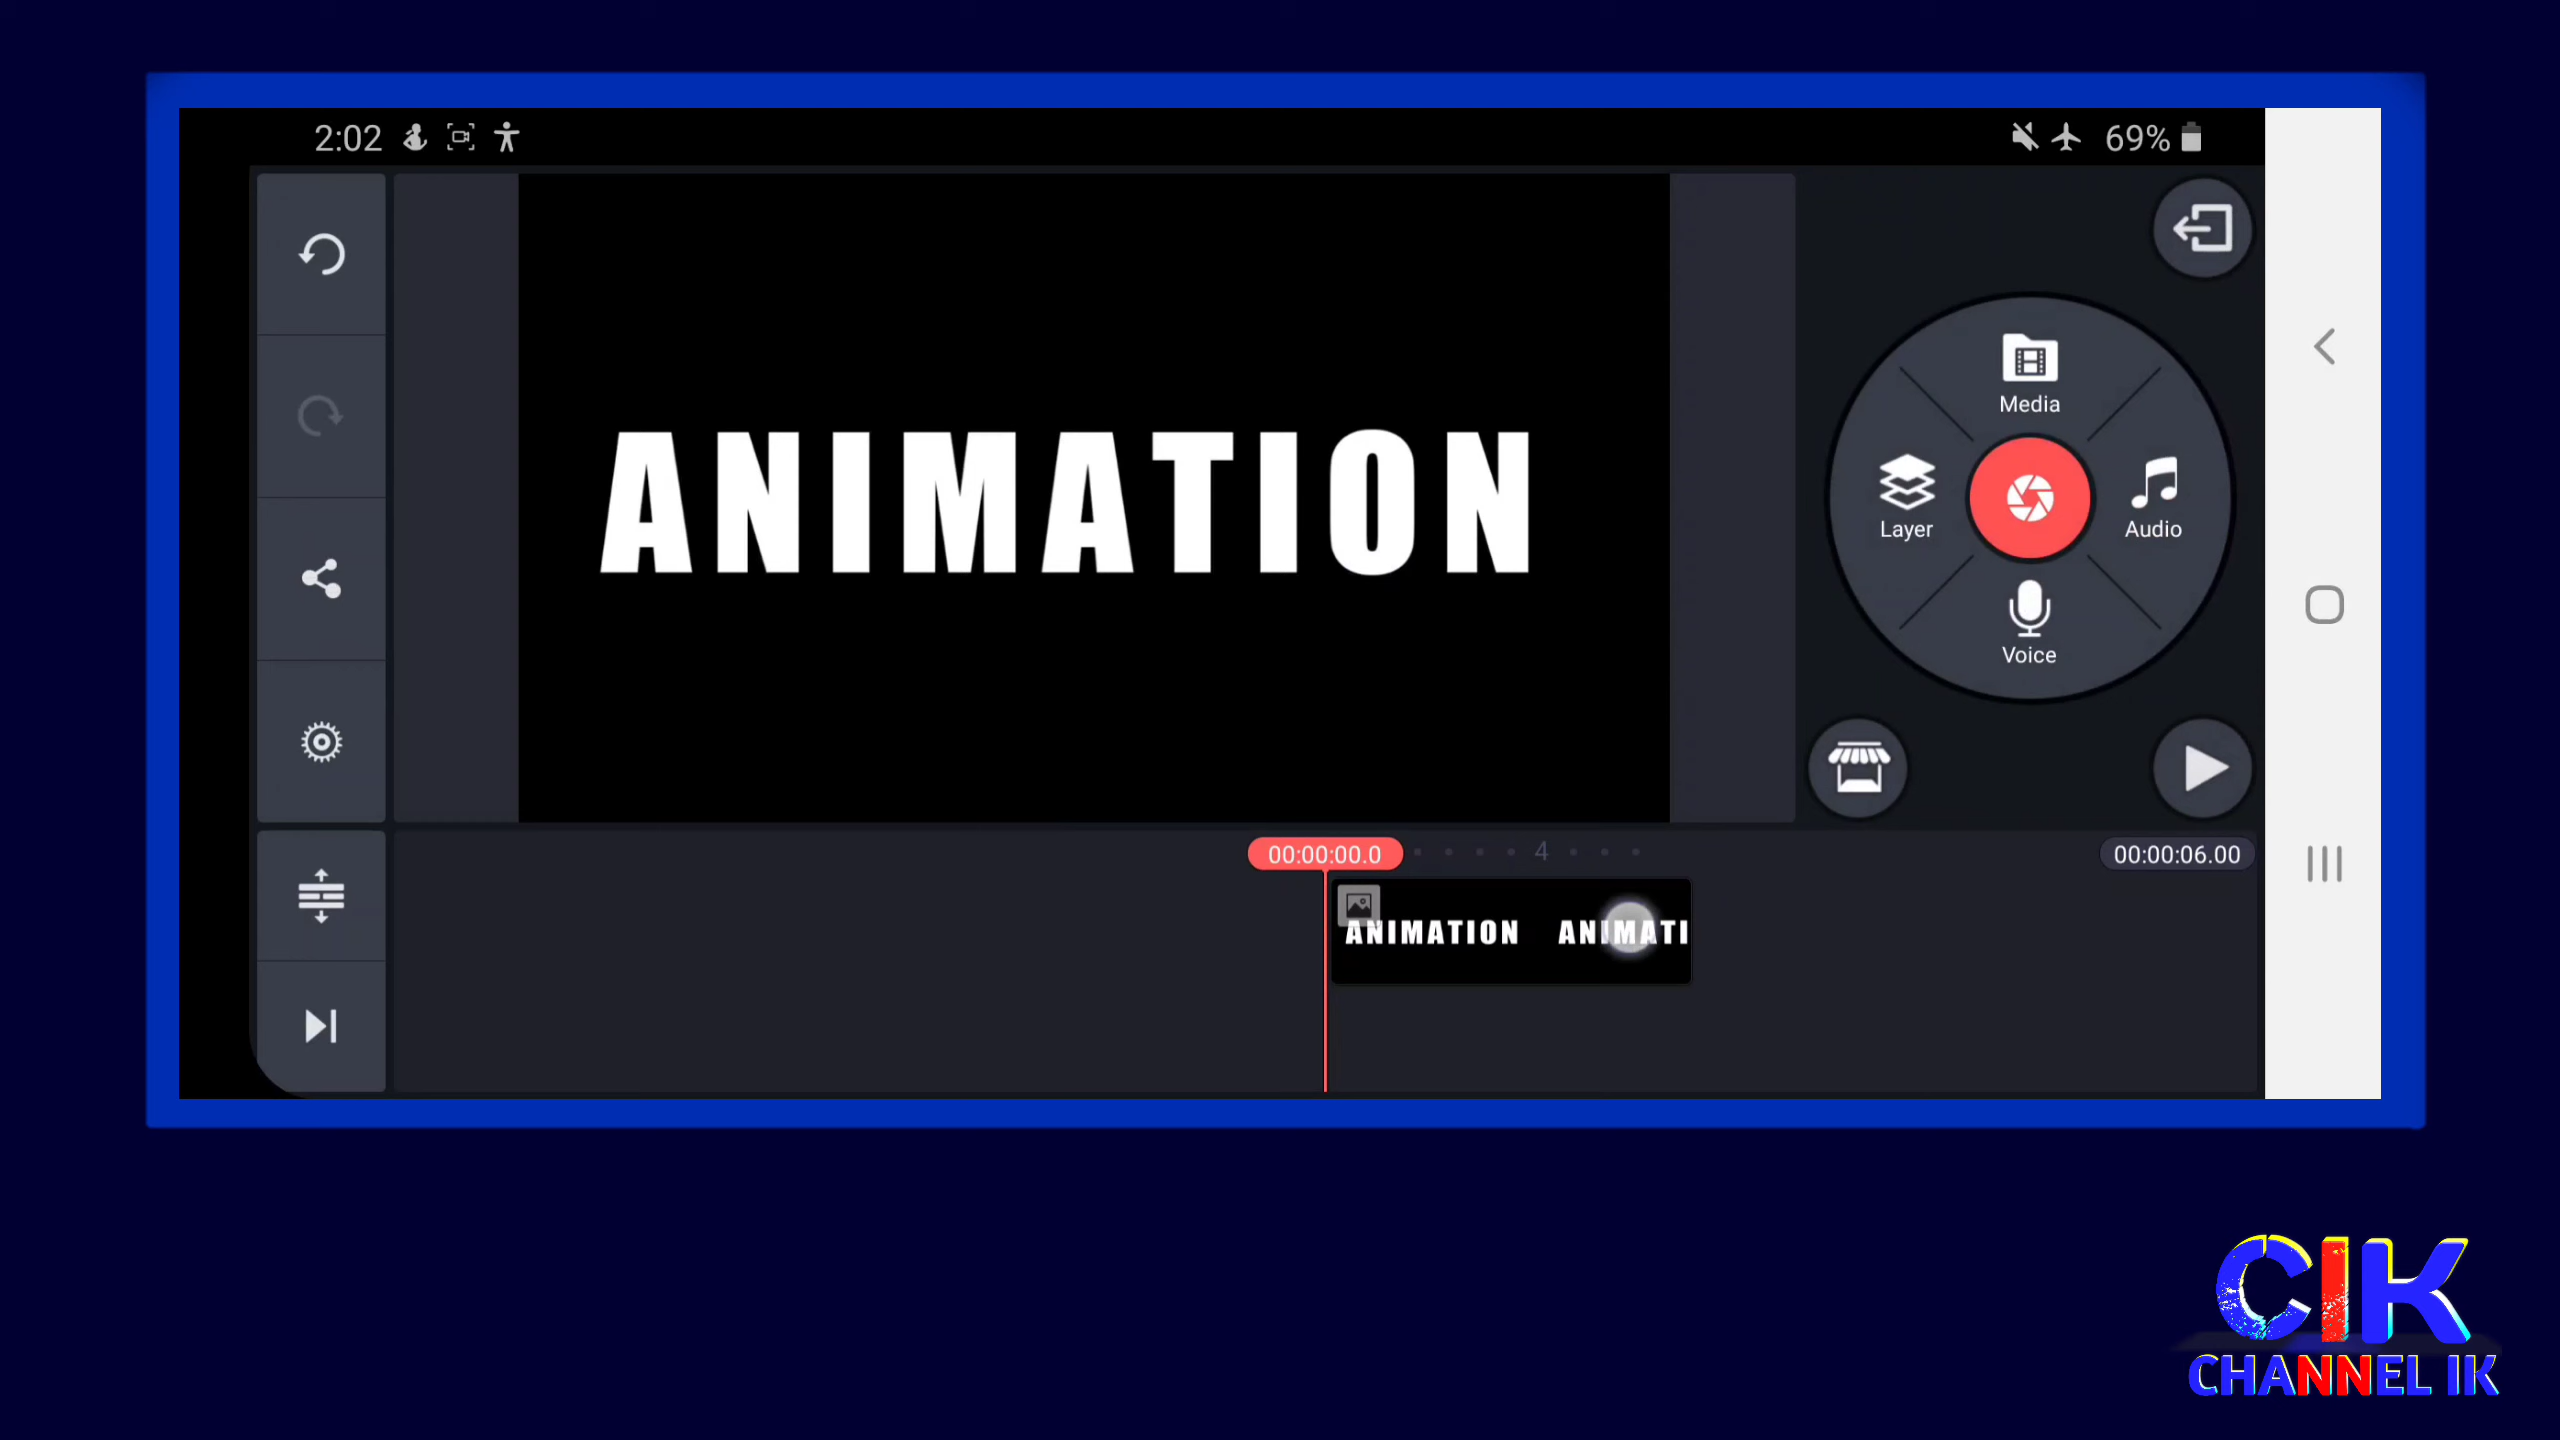 2:02
69%
ANIMATION
Media
Layer
Audio
Voice
00:00:00.0
4
00:00:06.00
ANIMATION ANIMATI
CIK
CHANNEL IK